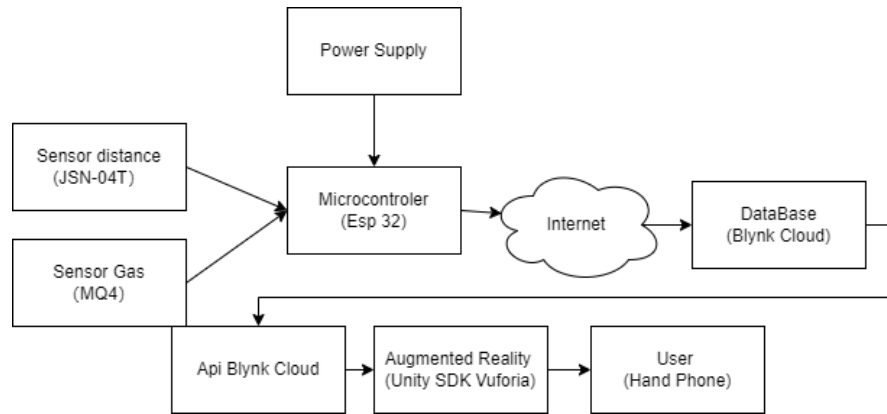 Power Supply
Sensor distance
(JSN-04T)
Microcontroler
(Esp 32)
Internet
DataBase
(Blynk Cloud)
Sensor Gas
(MQ4)
Api Blynk Cloud
Augmented Reality
(Unity SDK Vuforia)
User
(Hand Phone)